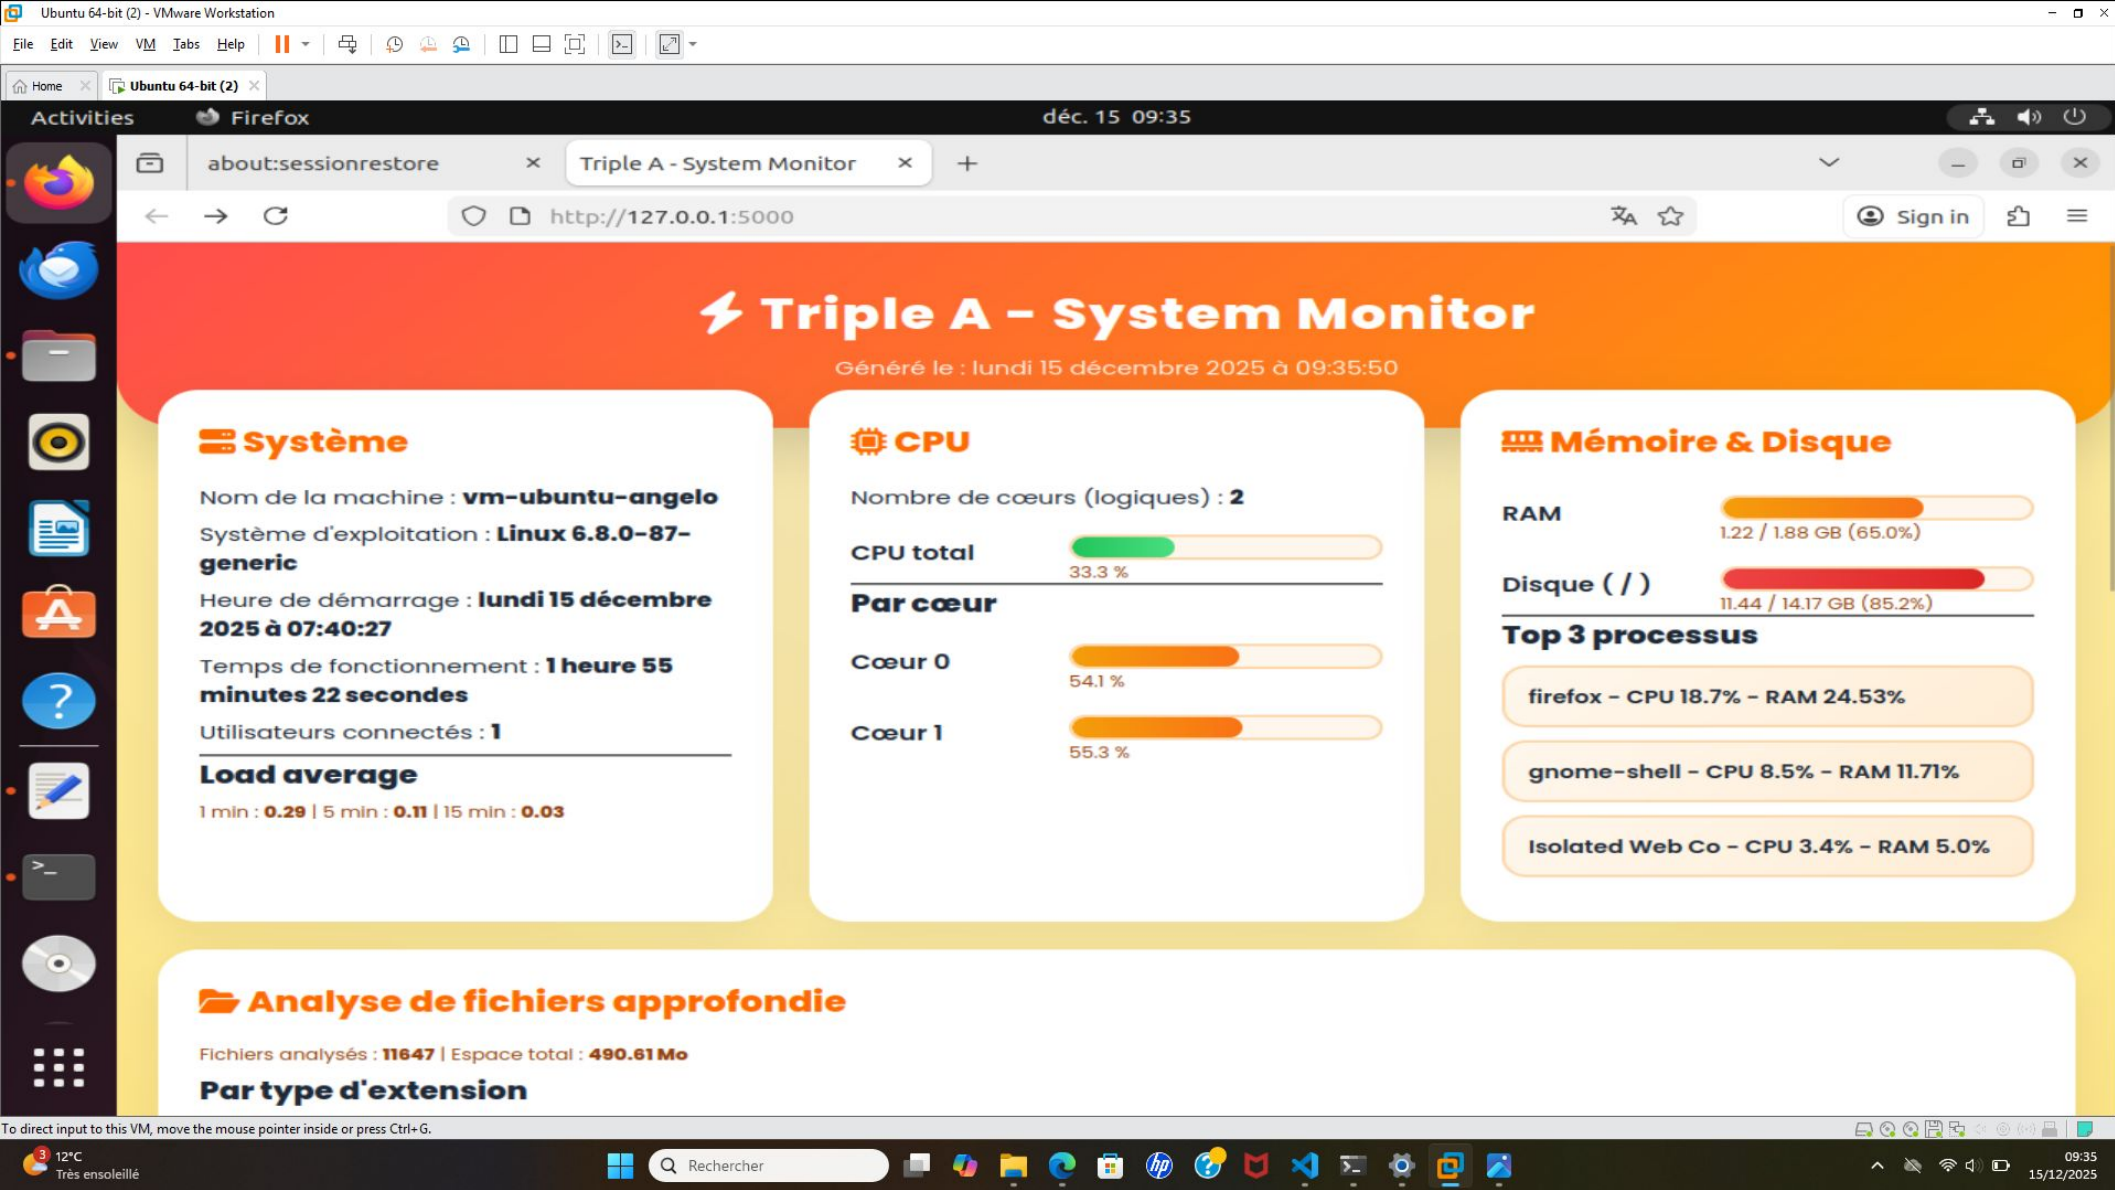 Ubuntu 64-bit (2) - VMware Workstation
File Edit View VM Tabs Help
Home
Ubuntu 64-bit (2)
Activities
Firefox
déc. 15 09:35
about:sessionrestore
Triple A - System Monitor
http://127.0.0.1:5000
Sign in
Triple A - System Monitor
Généré le : lundi 15 décembre 2025 à 09:35:50
Système
Nom de la machine : vm-ubuntu-angelo
Système d'exploitation : Linux 6.8.0-87-
generic
Heure de démarrage : lundi 15 décembre
2025 à 07:40:27
Temps de fonctionnement : 1 heure 55
minutes 22 secondes
Utilisateurs connectés : 1
Load average
1 min : 0.29 | 5 min : 0.11 | 15 min : 0.03
CPU
Nombre de cœurs (logiques) : 2
CPU total
33.3 %
Par cœur
Cœur 0
54.1 %
Cœur 1
55.3 %
Mémoire & Disque
RAM
1.22 / 1.88 GB (65.0%)
Disque ( / )
11.44 / 14.17 GB (85.2%)
Top 3 processus
firefox - CPU 18.7% - RAM 24.53%
gnome-shell - CPU 8.5% - RAM 11.71%
Isolated Web Co - CPU 3.4% - RAM 5.0%
Analyse de fichiers approfondie
Fichiers analysés : 11647 | Espace total : 490.61 Mo
Par type d'extension
To direct input to this VM, move the mouse pointer inside or press Ctrl+G.
3
12°C
Très ensoleillé
Rechercher
hp
09:35
15/12/2025